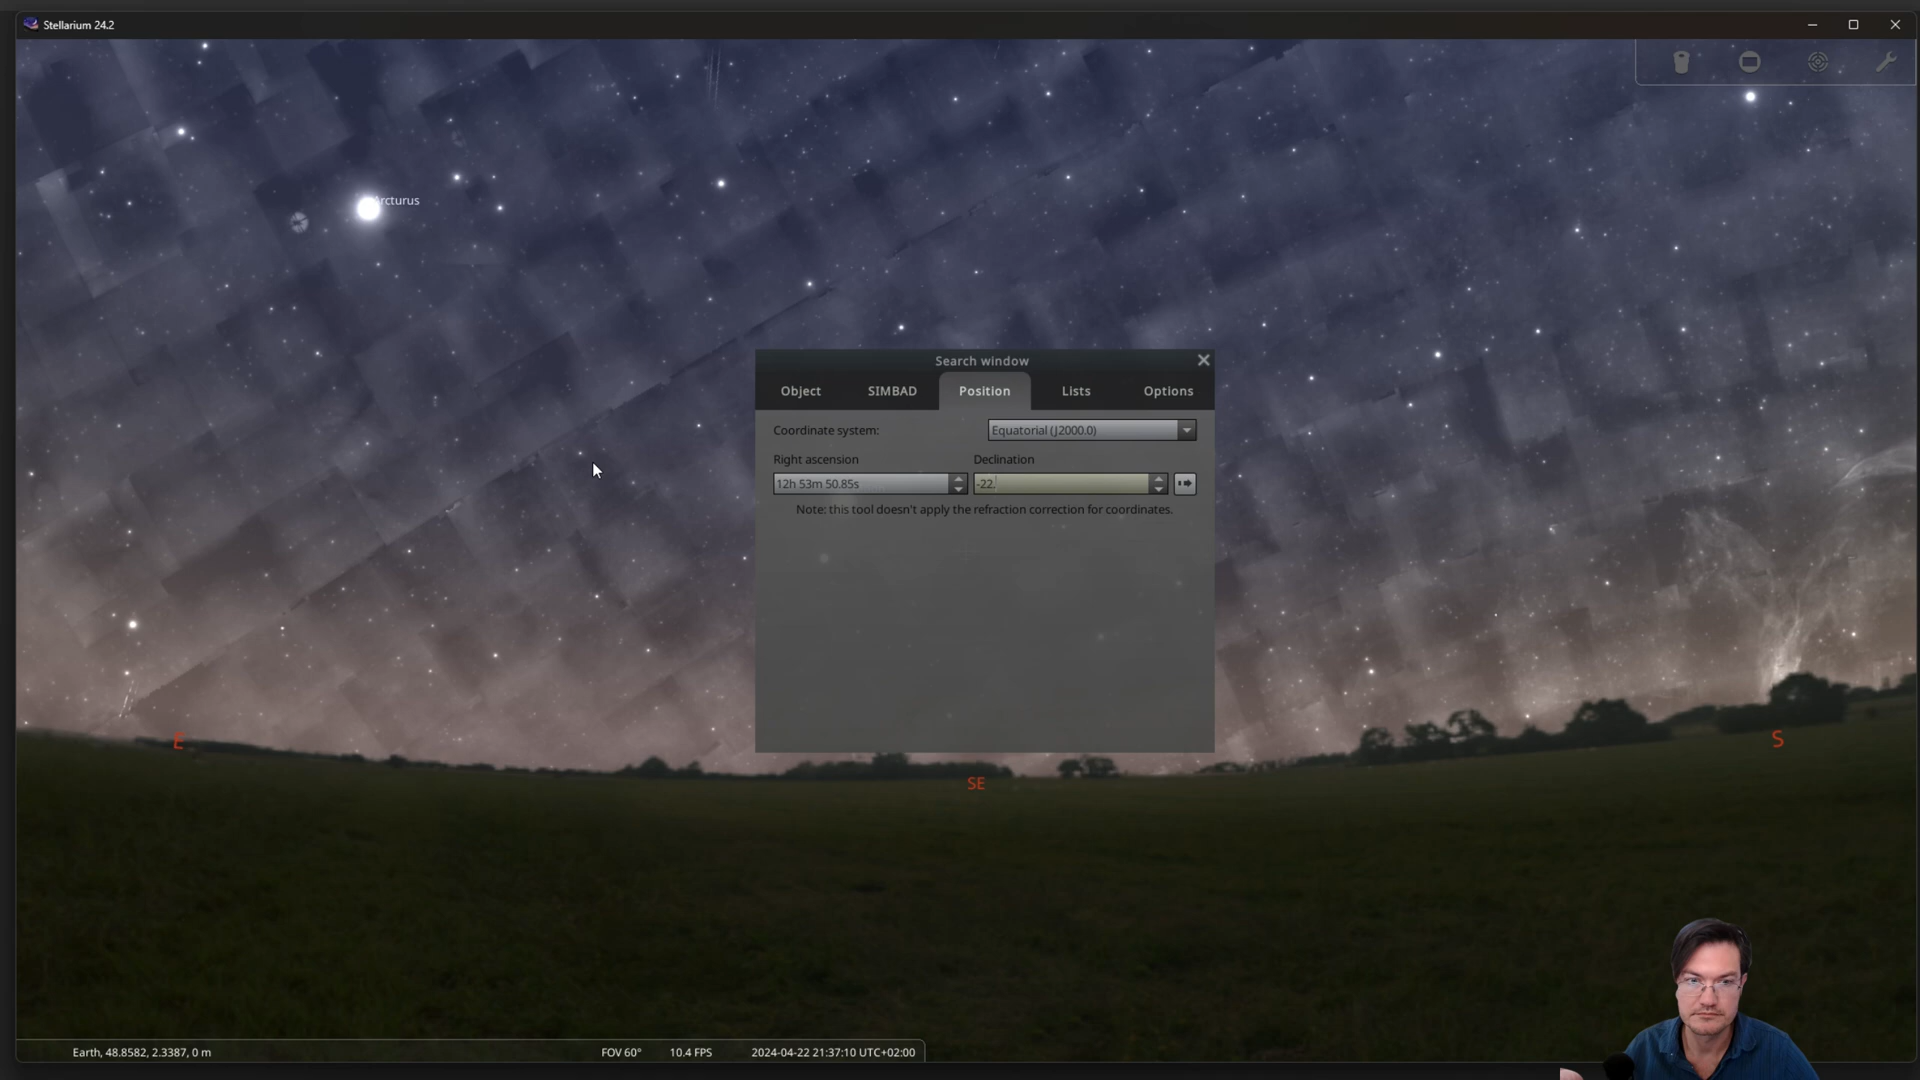 Stellarium 24.2
Arcturus
Search window
Object SIMBAD Position Lists Options
Coordinate system: Equatorial (J2000.0)
Right ascension Declination
12h 53m 50.85s -22.
Note: this tool doesn't apply the refraction correction for coordinates.
E
S
SE
Earth, 48.8582, 2.3387, 0 m FOV 60° 10.4 FPS 2024-04-22 21:37:10 UTC+02:00